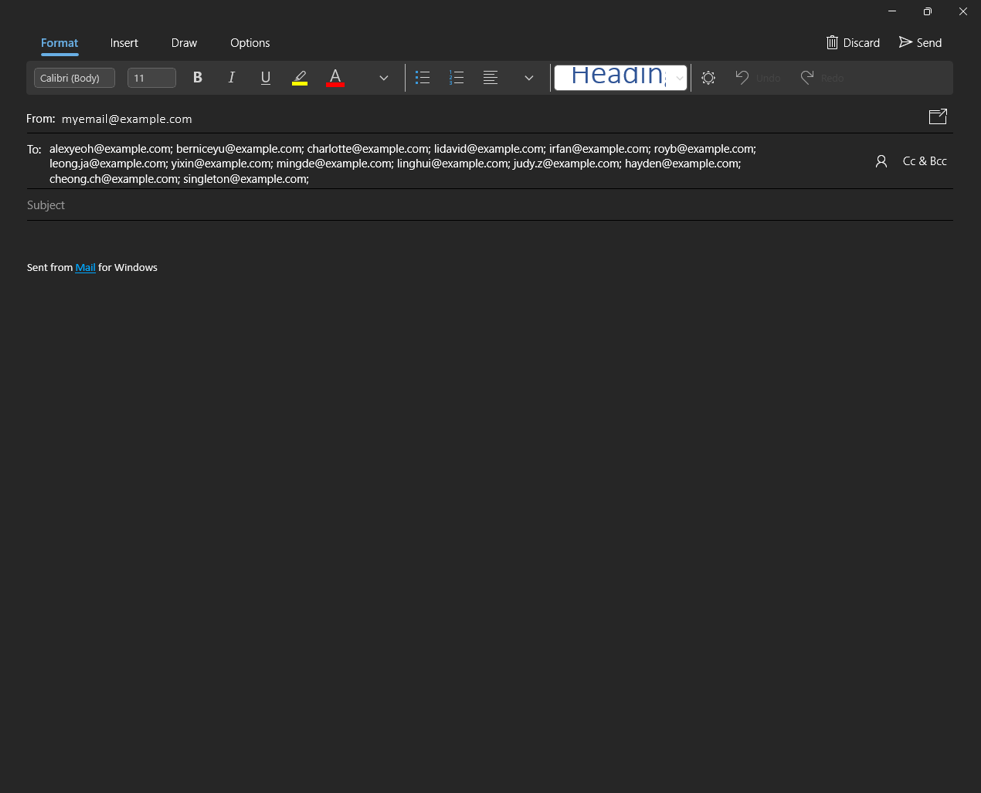 Format Insert Draw Options Discard Send
Calibri (Body) 11 B I U A Headin Undo Redo
From: myemail@example.com
To: alexyeoh@example.com; berniceyu@example.com; charlotte@example.com; lidavid@example.com; irfan@example.com; royb@example.com;
leong.ja@example.com; yixin@example.com; mingde@example.com; linghui@example.com; judy.z@example.com; hayden@example.com;
cheong.ch@example.com; singleton@example.com;
Cc & Bcc
Subject
Sent from Mail for Windows